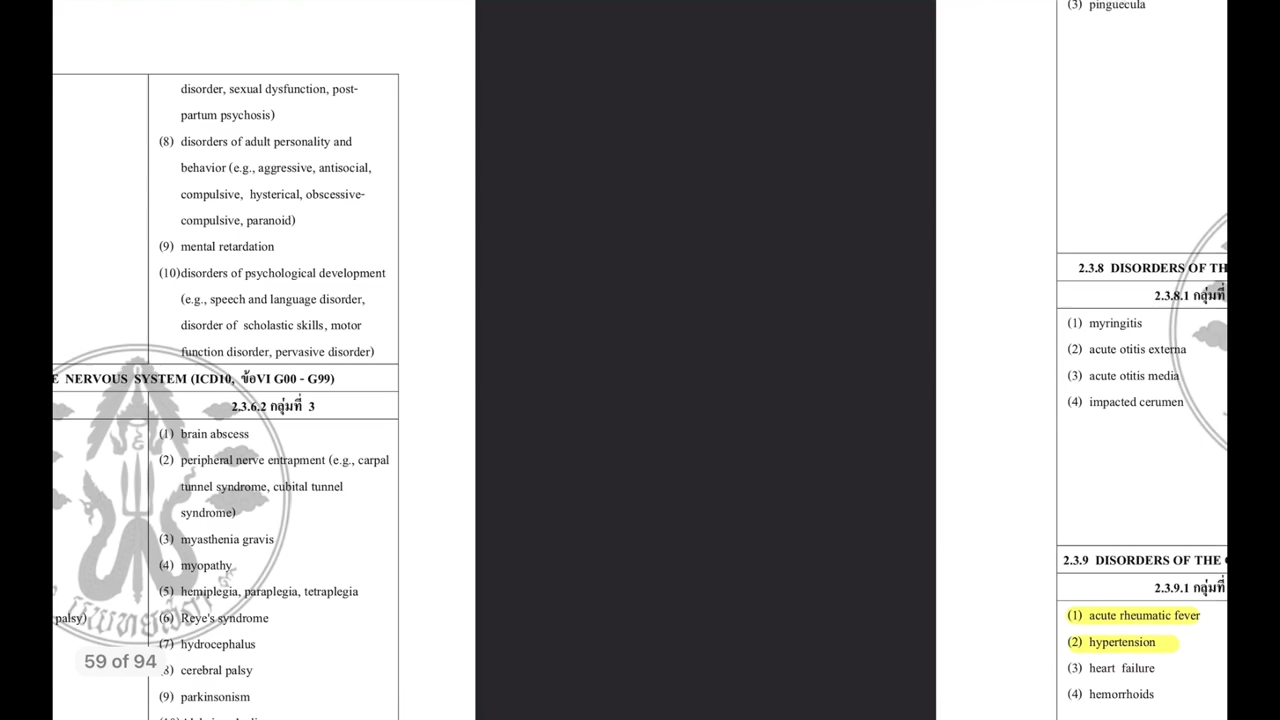 disorder, sexual dysfunction, post-
partum psychosis)
(8) disorders of adult personality and
behavior (e.g., aggressive, antisocial,
compulsive, hysterical, obscessive-
compulsive, paranoid)
(9) mental retardation
(10)disorders of psychological development
(e.g., speech and language disorder,
disorder of scholastic skills, motor
function disorder, pervasive disorder)
E NERVOUS SYSTEM (ICD10, ข้อVI G00 - G99)
2.3.6.2 กลุ่มที่ 3
(1) brain abscess
(2) peripheral nerve entrapment (e.g., carpal
tunnel syndrome, cubital tunnel
syndrome)
(3) myasthenia gravis
(4) myopathy
(5) hemiplegia, paraplegia, tetraplegia
palsy)
(6) Reye's syndrome
(7) hydrocephalus
59 of 94
8) cerebral palsy
(9) parkinsonism
(3) pinguecula
2.3.8 DISORDERS OF TH
2.3.8.1 กลุ่มที่
(1) myringitis
(2) acute otitis externa
(3) acute otitis media
(4) impacted cerumen
2.3.9 DISORDERS OF THE
2.3.9.1 กลุ่มที่
(1) acute rheumatic fever
(2) hypertension
(3) heart failure
(4) hemorrhoids